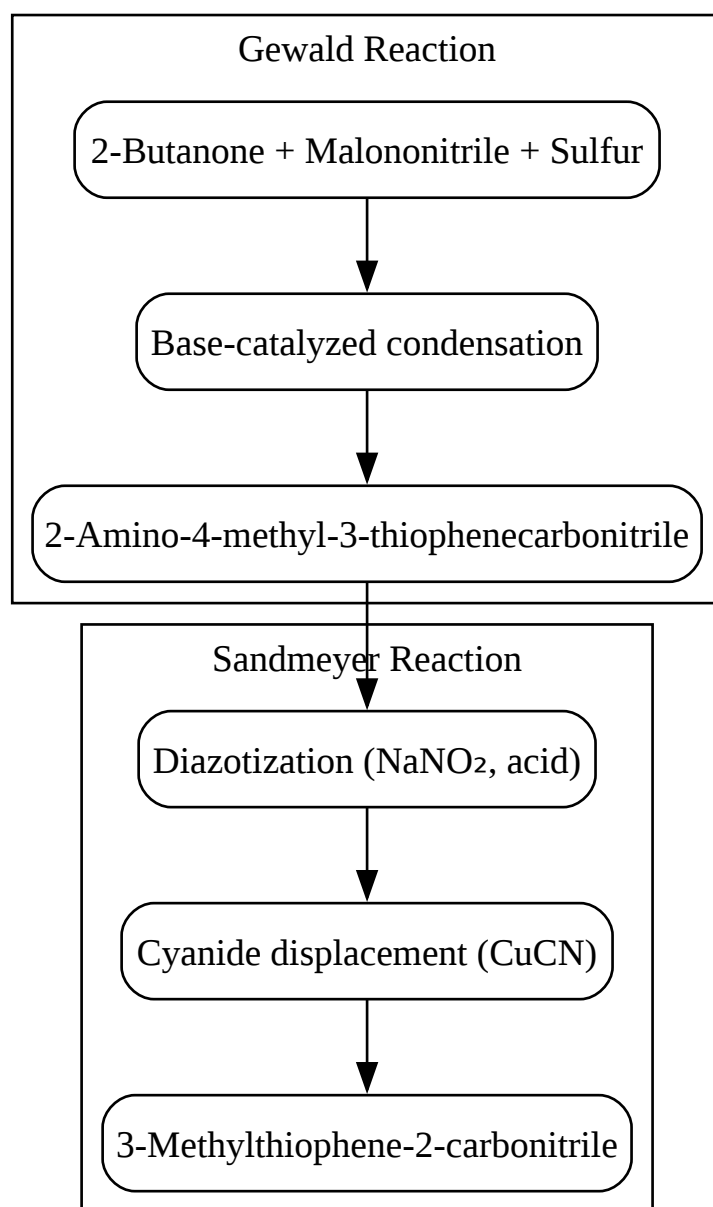 Gewald Reaction
2-Butanone + Malononitrile + Sulfur
Base-catalyzed condensation
2-Amino-4-methyl-3-thiophenecarbonitrile
Sandmeyer Reaction
Diazotization (NaNO₂, acid)
Cyanide displacement (CuCN)
3-Methylthiophene-2-carbonitrile